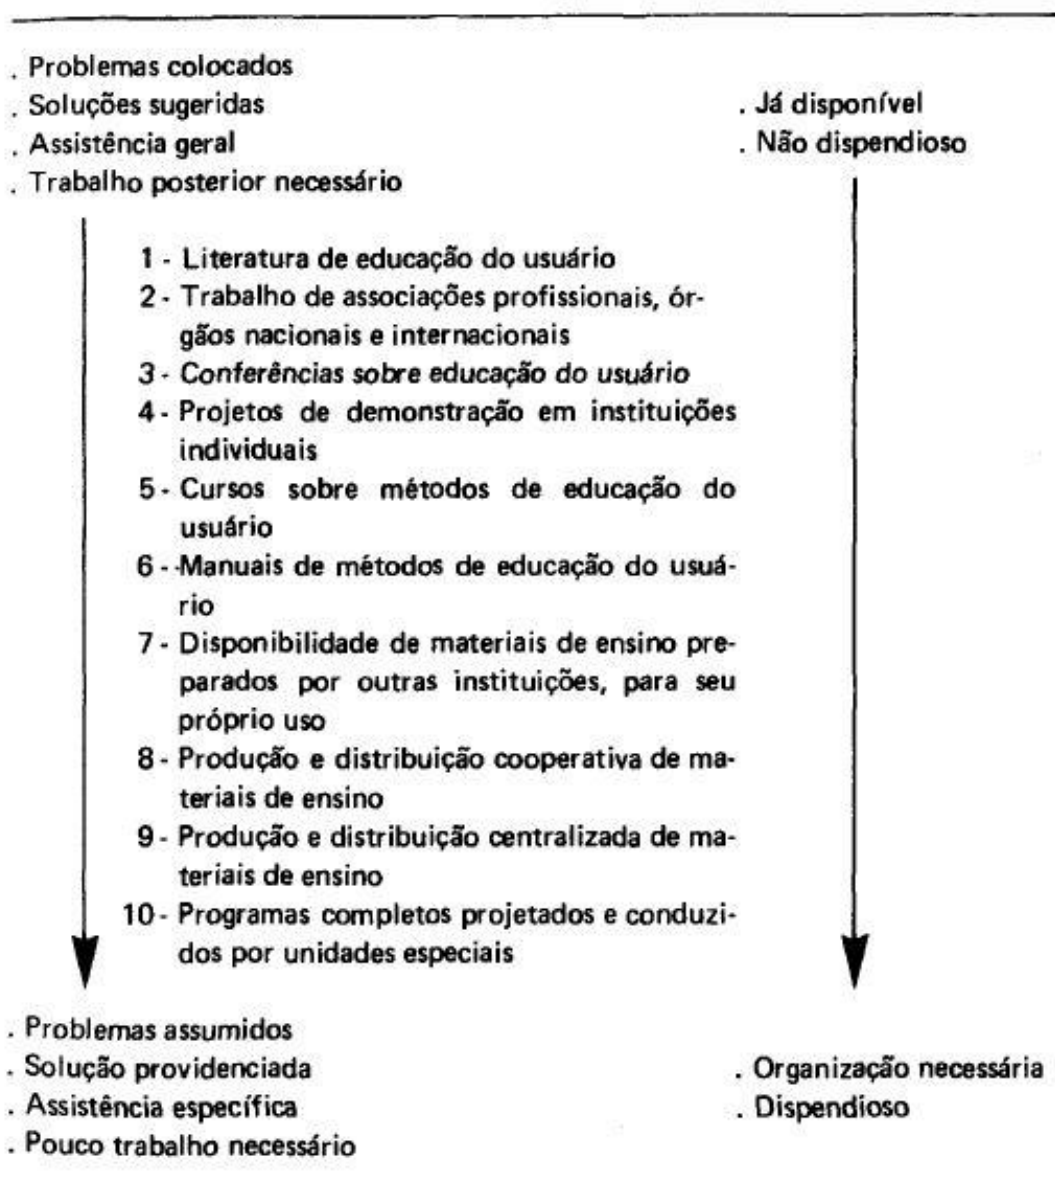 . Problemas colocados
. Soluções sugeridas
. Assistência geral
. Trabalho posterior necessário
. Já disponível
. Não dispendioso
1 - Literatura de educação do usuário
2 - Trabalho de associações profissionais, ór-
gãos nacionais e internacionais
3 - Conferências sobre educação do usuário
4 - Projetos de demonstração em instituições
individuais
5 - Cursos sobre métodos de educação do
usuário
6 - -Manuais de métodos de educação do usuá-
rio
7 - Disponibilidade de materiais de ensino pre-
parados por outras instituições, para seu
próprio uso
8 - Produção e distribuição cooperativa de ma-
teriais de ensino
9 - Produção e distribuição centralizada de ma-
teriais de ensino
10 - Programas completos projetados e conduzi-
dos por unidades especiais
. Problemas assumidos
. Solução providenciada
. Assistência específica
. Pouco trabalho necessário
. Organização necessária
. Dispendioso